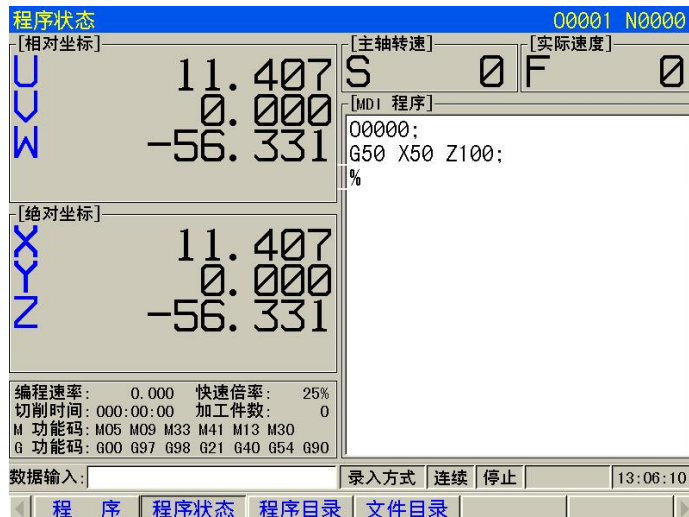 程序状态 O0001 N0000
[相对坐标]
U 11.407
V 0.000
W -56.331
[主轴转速]
S 0
[实际速度]
F 0
[MDI 程序]
O0000;
G50 X50 Z100;
%
[绝对坐标]
X 11.407
Y 0.000
Z -56.331
编程速率: 0.000 快速倍率: 25%
切削时间: 000:00:00 加工件数: 0
M 功能码: M05 M09 M33 M41 M13 M30
G 功能码: G00 G97 G98 G21 G40 G54 G90
数据输入: 录入方式 连续 停止 13:06:10
程 序 程序状态 程序目录 文件目录